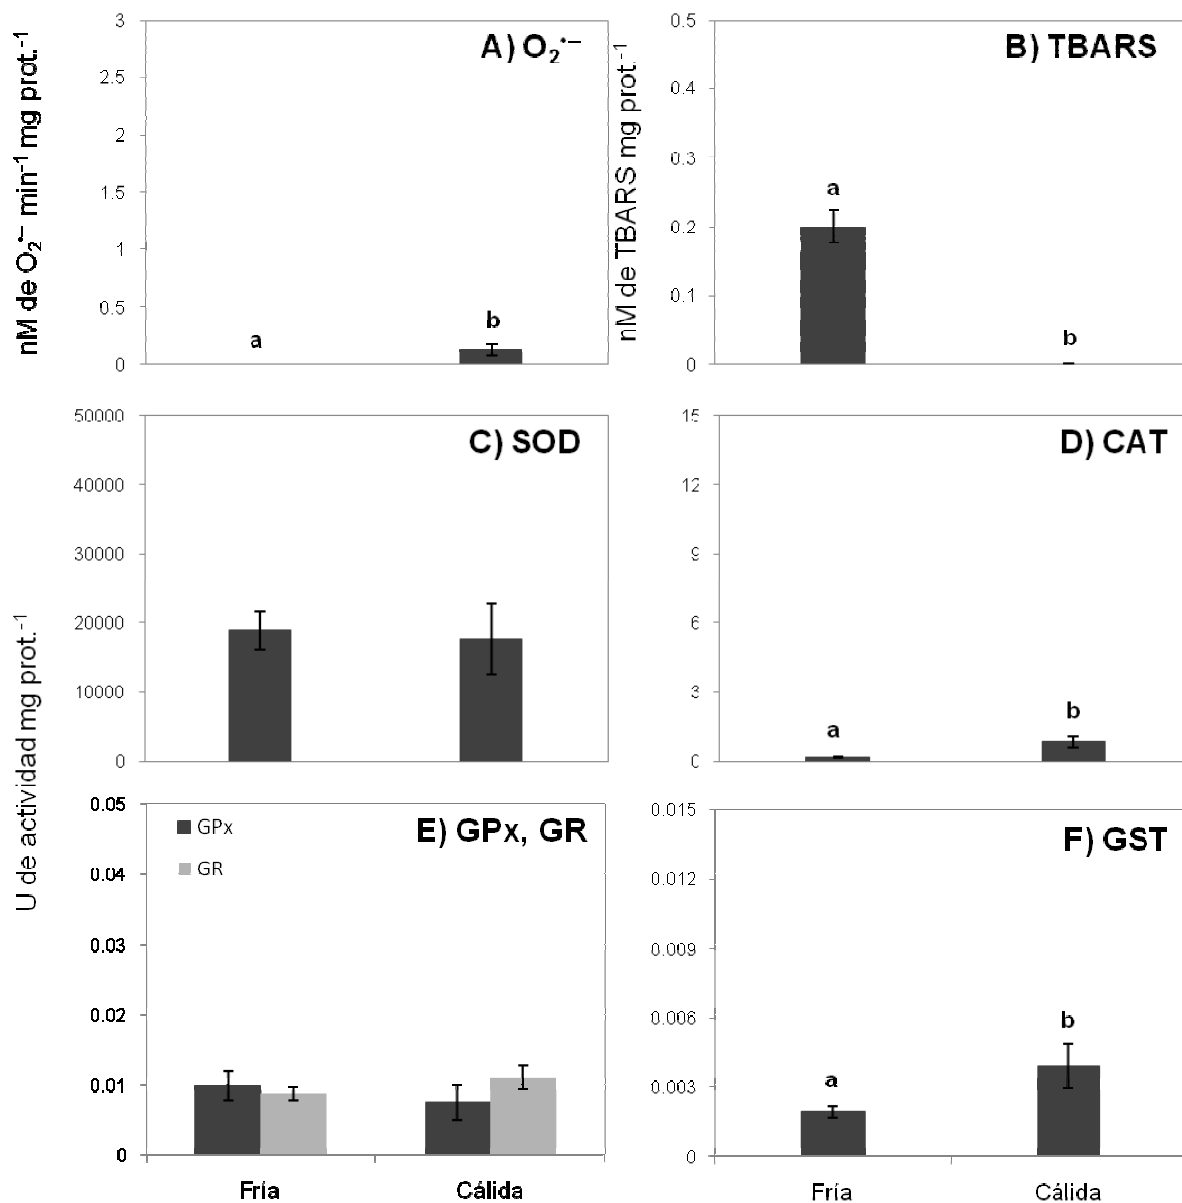 nM de O₂•− min⁻¹ mg prot.⁻¹
A) O₂•−
3
2.5
2
1.5
1
0.5
0
a
b
nM de TBARS mg prot.⁻¹
B) TBARS
0.5
0.4
0.3
0.2
0.1
0
a
b
U de actividad mg prot.⁻¹
C) SOD
50000
40000
30000
20000
10000
0
D) CAT
15
12
9
6
3
0
a
b
E) GPx, GR
GPx
GR
0.05
0.04
0.03
0.02
0.01
0
Fría
Cálida
F) GST
0.015
0.012
0.009
0.006
0.003
0.000
a
b
Fría
Cálida